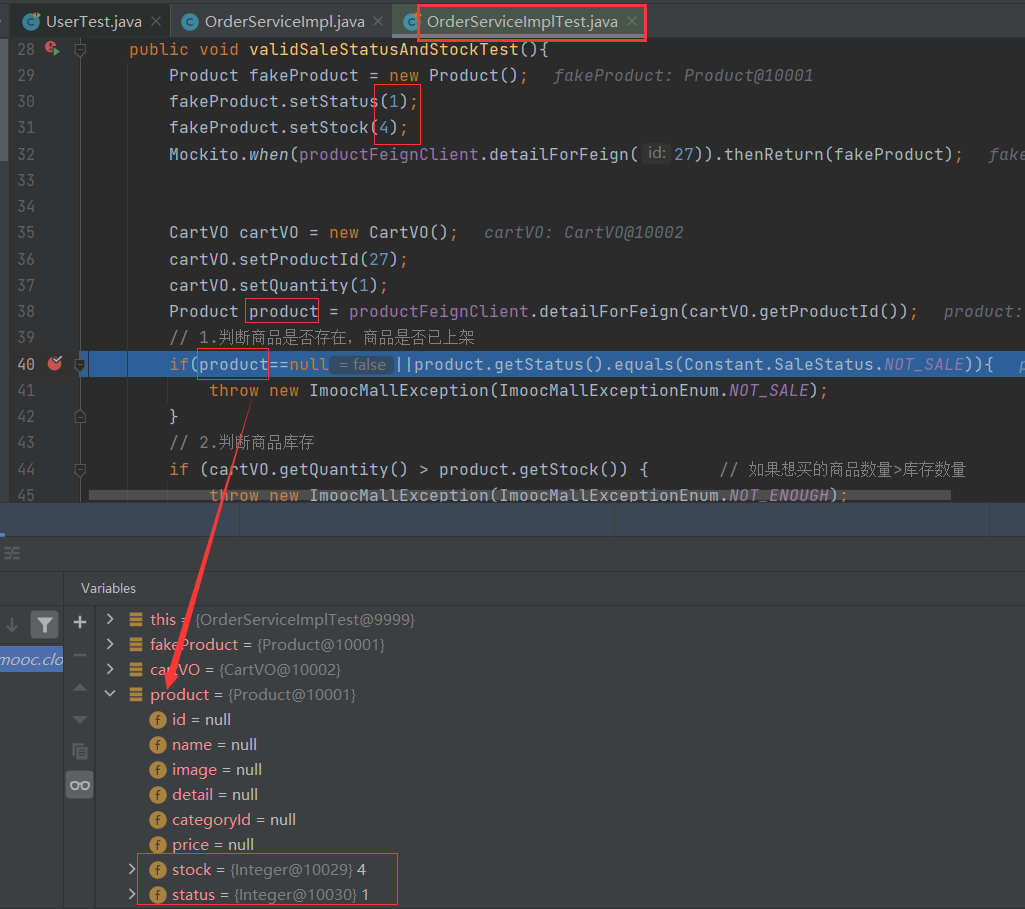 UserTest.java OrderServiceImpl.java OrderServiceImplTest.java
28 public void validSaleStatusAndStockTest(){
29 Product fakeProduct = new Product(); fakeProduct: Product@10001
30 fakeProduct.setStatus(1);
31 fakeProduct.setStock(4);
32 Mockito.when(productFeignClient.detailForFeign( id: 27)).thenReturn(fakeProduct); fake
33
34
35 CartVO cartVO = new CartVO(); cartVO: CartVO@10002
36 cartVO.setProductId(27);
37 cartVO.setQuantity(1);
38 Product product = productFeignClient.detailForFeign(cartVO.getProductId()); product:
39 // 1.判断商品是否存在，商品是否已上架
40 if(product==null = false ||product.getStatus().equals(Constant.SaleStatus.NOT_SALE)){ p
41 throw new ImoocMallException(ImoocMallExceptionEnum.NOT_SALE);
42 }
43 // 2.判断商品库存
44 if (cartVO.getQuantity() > product.getStock()) { // 如果想买的商品数量>库存数量
45 throw new ImoocMallException(ImoocMallExceptionEnum.NOT_ENOUGH);
Variables
this = {OrderServiceImplTest@9999}
fakeProduct = {Product@10001}
mooc.clo
cartVO = {CartVO@10002}
product = {Product@10001}
id = null
name = null
image = null
detail = null
categoryId = null
price = null
stock = {Integer@10029} 4
status = {Integer@10030} 1